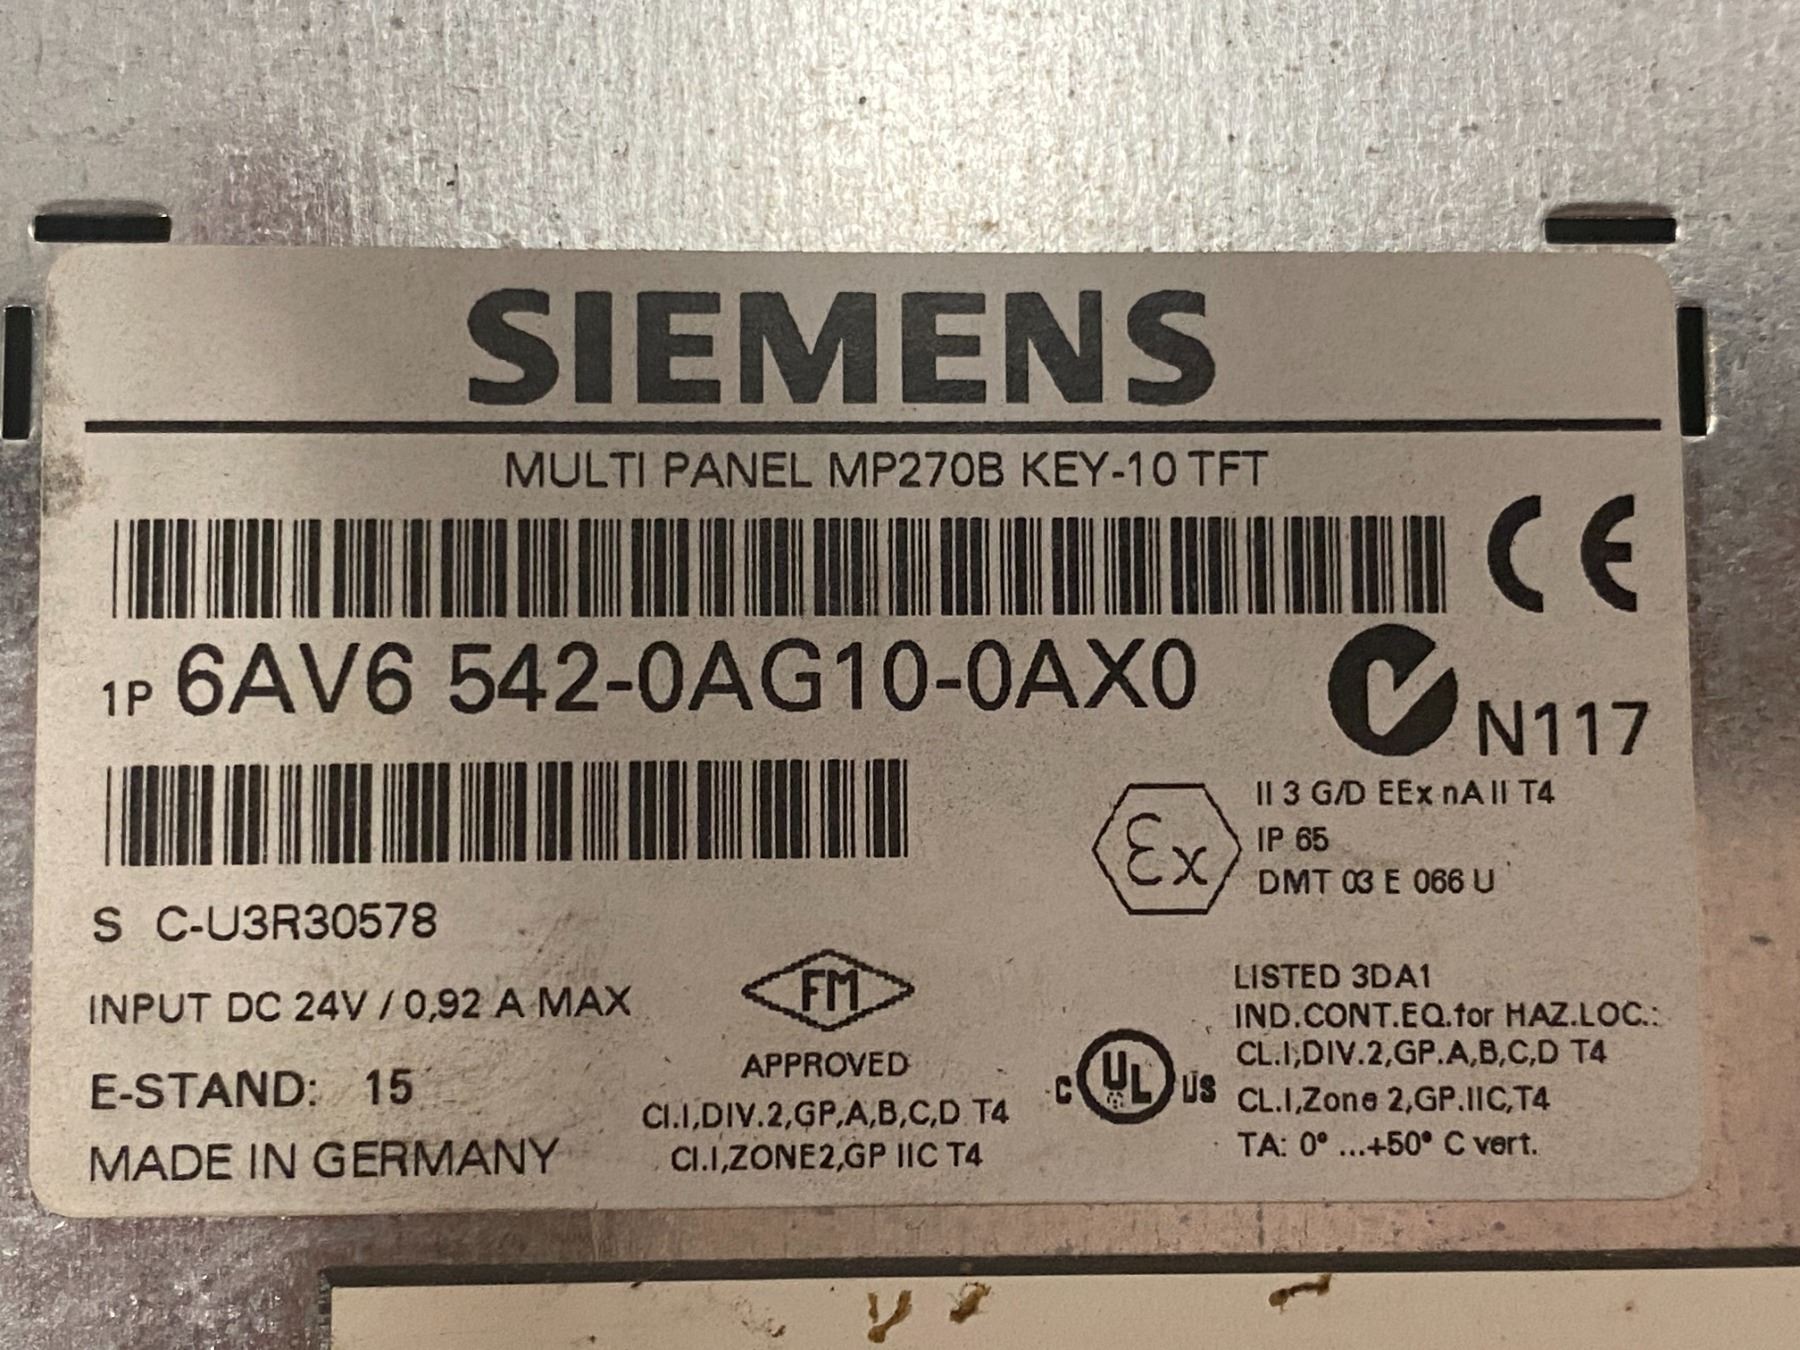 SIEMENS
MULTI PANEL MP270B KEY-10 TFT
CE
1P 6AV6 542-0AG10-0AX0
N117
II 3 G/D EEx nA II T4
IP 65
DMT 03 E 066 U
Ex
S C-U3R30578
INPUT DC 24V / 0,92 A MAX
E-STAND: 15
MADE IN GERMANY
FM
APPROVED
Cl.I,DIV.2,GP,A,B,C,D T4
Cl.I,ZONE2,GP IIC T4
C UL US
LISTED 3DA1
IND.CONT.EQ.for HAZ.LOC.:
CL.I,DIV.2,GP.A,B,C,D T4
CL.I,Zone 2,GP.IIC,T4
TA: 0° ...+50° C vert.